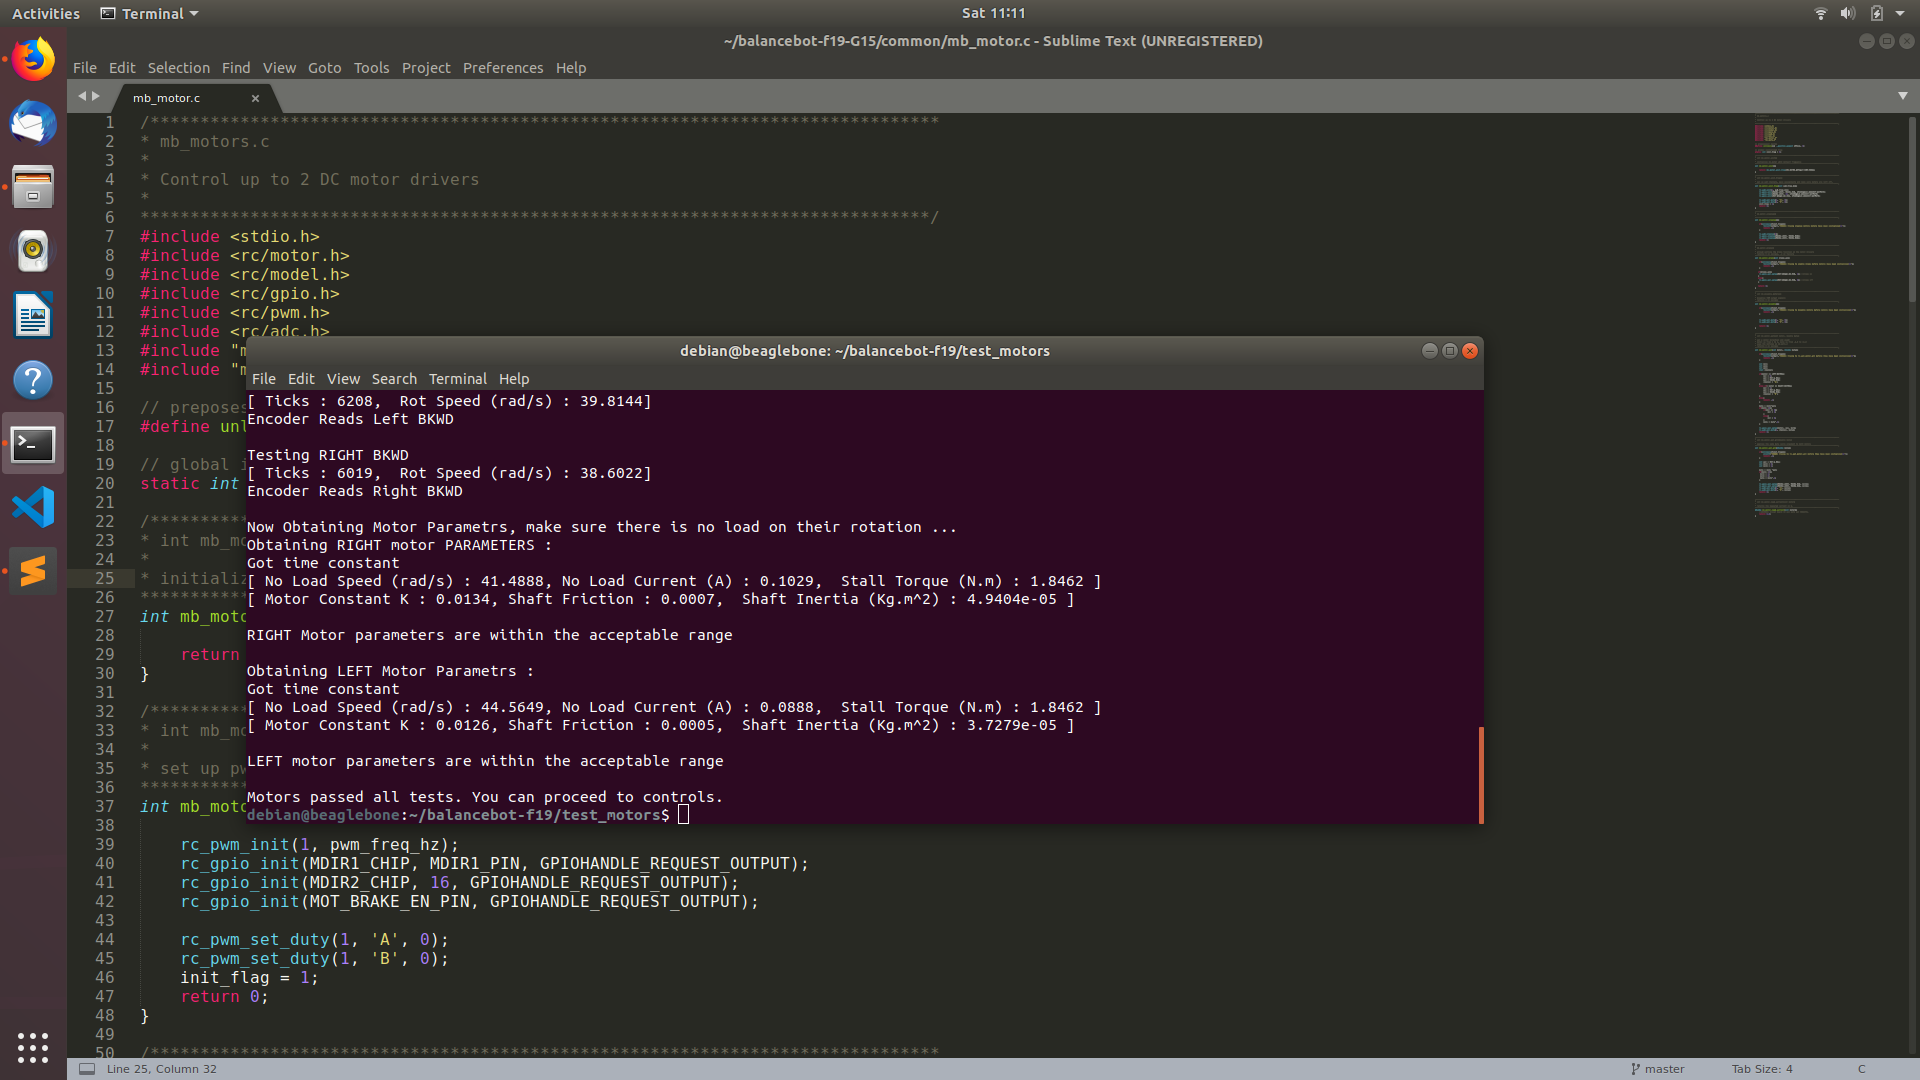 Activities
Terminal
Sat 11:11
~/balancebot-f19-G15/common/mb_motor.c - Sublime Text (UNREGISTERED)
File Edit Selection Find View Goto Tools Project Preferences Help
mb_motor.c
1 /*******************************************************************************
2 * mb_motors.c
3 *
4 * Control up to 2 DC motor drivers
5 *
6 *******************************************************************************/
7 #include <stdio.h>
8 #include <rc/motor.h>
9 #include <rc/model.h>
10 #include <rc/gpio.h>
11 #include <rc/pwm.h>
12 #include <rc/adc.h>
13 #include "m
14 #include "m
15
16 // preposes
17 #define unl
18
19 // global i
20 static int
21
22 /**********
23 * int mb_mo
24 *
25 * initializ
26 ***********
27 int mb_moto
28
29 return
30 }
31
32 /**********
33 * int mb_mo
34 *
35 * set up pw
36 ***********
37 int mb_moto
38
39 rc_pwm_init(1, pwm_freq_hz);
40 rc_gpio_init(MDIR1_CHIP, MDIR1_PIN, GPIOHANDLE_REQUEST_OUTPUT);
41 rc_gpio_init(MDIR2_CHIP, 16, GPIOHANDLE_REQUEST_OUTPUT);
42 rc_gpio_init(MOT_BRAKE_EN_PIN, GPIOHANDLE_REQUEST_OUTPUT);
43
44 rc_pwm_set_duty(1, 'A', 0);
45 rc_pwm_set_duty(1, 'B', 0);
46 init_flag = 1;
47 return 0;
48 }
49
50 /*******************************************************************************
debian@beaglebone: ~/balancebot-f19/test_motors
File Edit View Search Terminal Help
[ Ticks : 6208,  Rot Speed (rad/s) : 39.8144]
Encoder Reads Left BKWD
Testing RIGHT BKWD
[ Ticks : 6019,  Rot Speed (rad/s) : 38.6022]
Encoder Reads Right BKWD
Now Obtaining Motor Parametrs, make sure there is no load on their rotation ...
Obtaining RIGHT motor PARAMETERS :
Got time constant
[ No Load Speed (rad/s) : 41.4888, No Load Current (A) : 0.1029,  Stall Torque (N.m) : 1.8462 ]
[ Motor Constant K : 0.0134, Shaft Friction : 0.0007,  Shaft Inertia (Kg.m^2) : 4.9404e-05 ]
RIGHT Motor parameters are within the acceptable range
Obtaining LEFT Motor Parametrs :
Got time constant
[ No Load Speed (rad/s) : 44.5649, No Load Current (A) : 0.0888,  Stall Torque (N.m) : 1.8462 ]
[ Motor Constant K : 0.0126, Shaft Friction : 0.0005,  Shaft Inertia (Kg.m^2) : 3.7279e-05 ]
LEFT motor parameters are within the acceptable range
Motors passed all tests. You can proceed to controls.
debian@beaglebone:~/balancebot-f19/test_motors$
Line 25, Column 32
master
Tab Size: 4
C